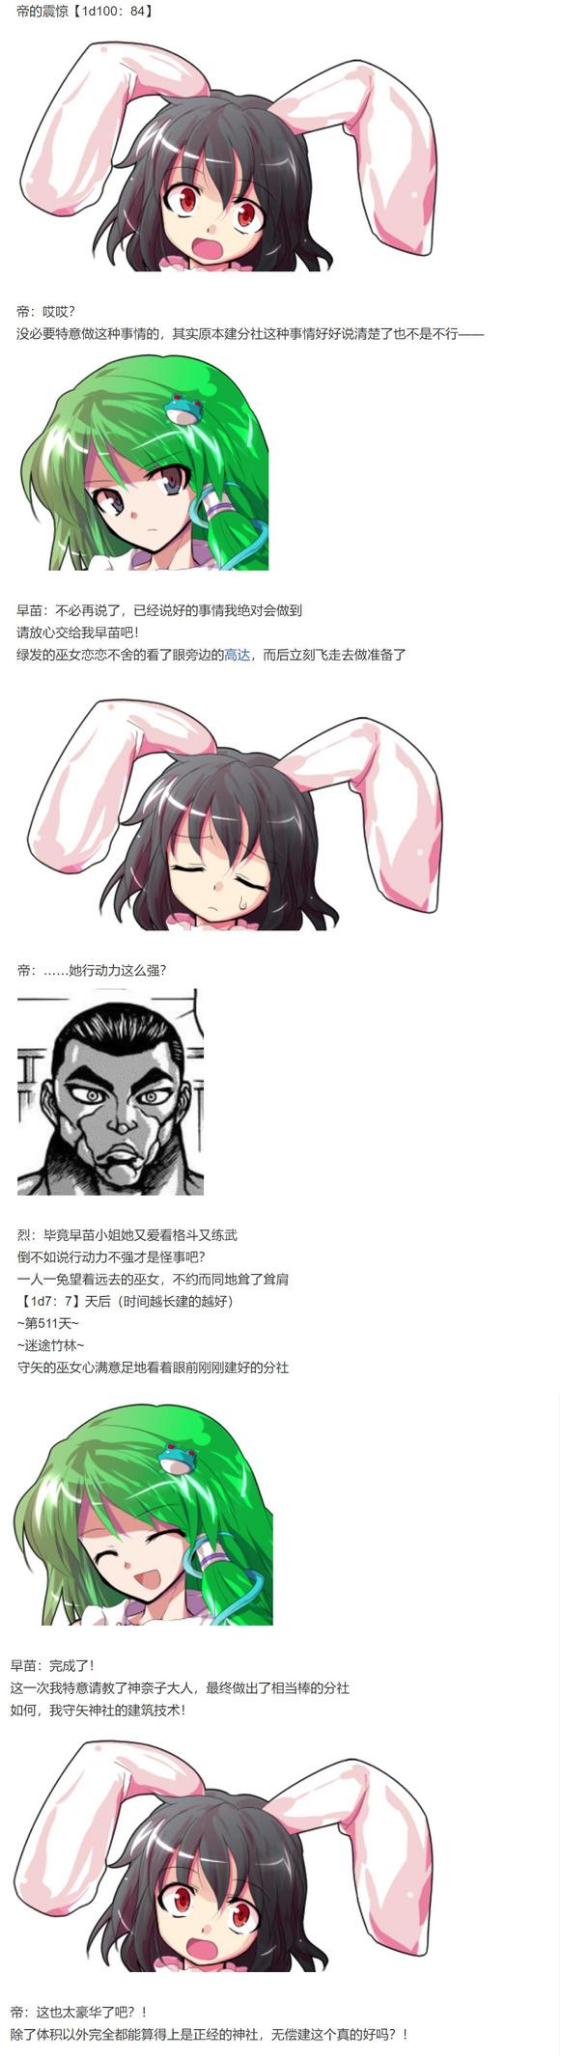 帝的震惊【1d100：84】
帝：哎哎？
没必要特意做这种事情的，其实原本建分社这种事情好好说清楚了也不是不行——
早苗：不必再说了，已经说好的事情我绝对会做到
请放心交给我早苗吧！
绿发的巫女恋恋不舍的看了眼旁边的高达，而后立刻飞走去做准备了
帝：……她行动力这么强？
烈：毕竟早苗小姐她又爱看格斗又练武
倒不如说行动力不强才是怪事吧？
一人一兔望着远去的巫女，不约而同地耸了耸肩
【1d7：7】天后（时间越长建的越好）
~第511天~
~迷途竹林~
守矢的巫女心满意足地看着眼前刚刚建好的分社
早苗：完成了！
这一次我特意请教了神奈子大人，最终做出了相当棒的分社
如何，我守矢神社的建筑技术！
帝：这也太豪华了吧？！
除了体积以外完全都能算得上是正经的神社，无偿建这个真的好吗？！